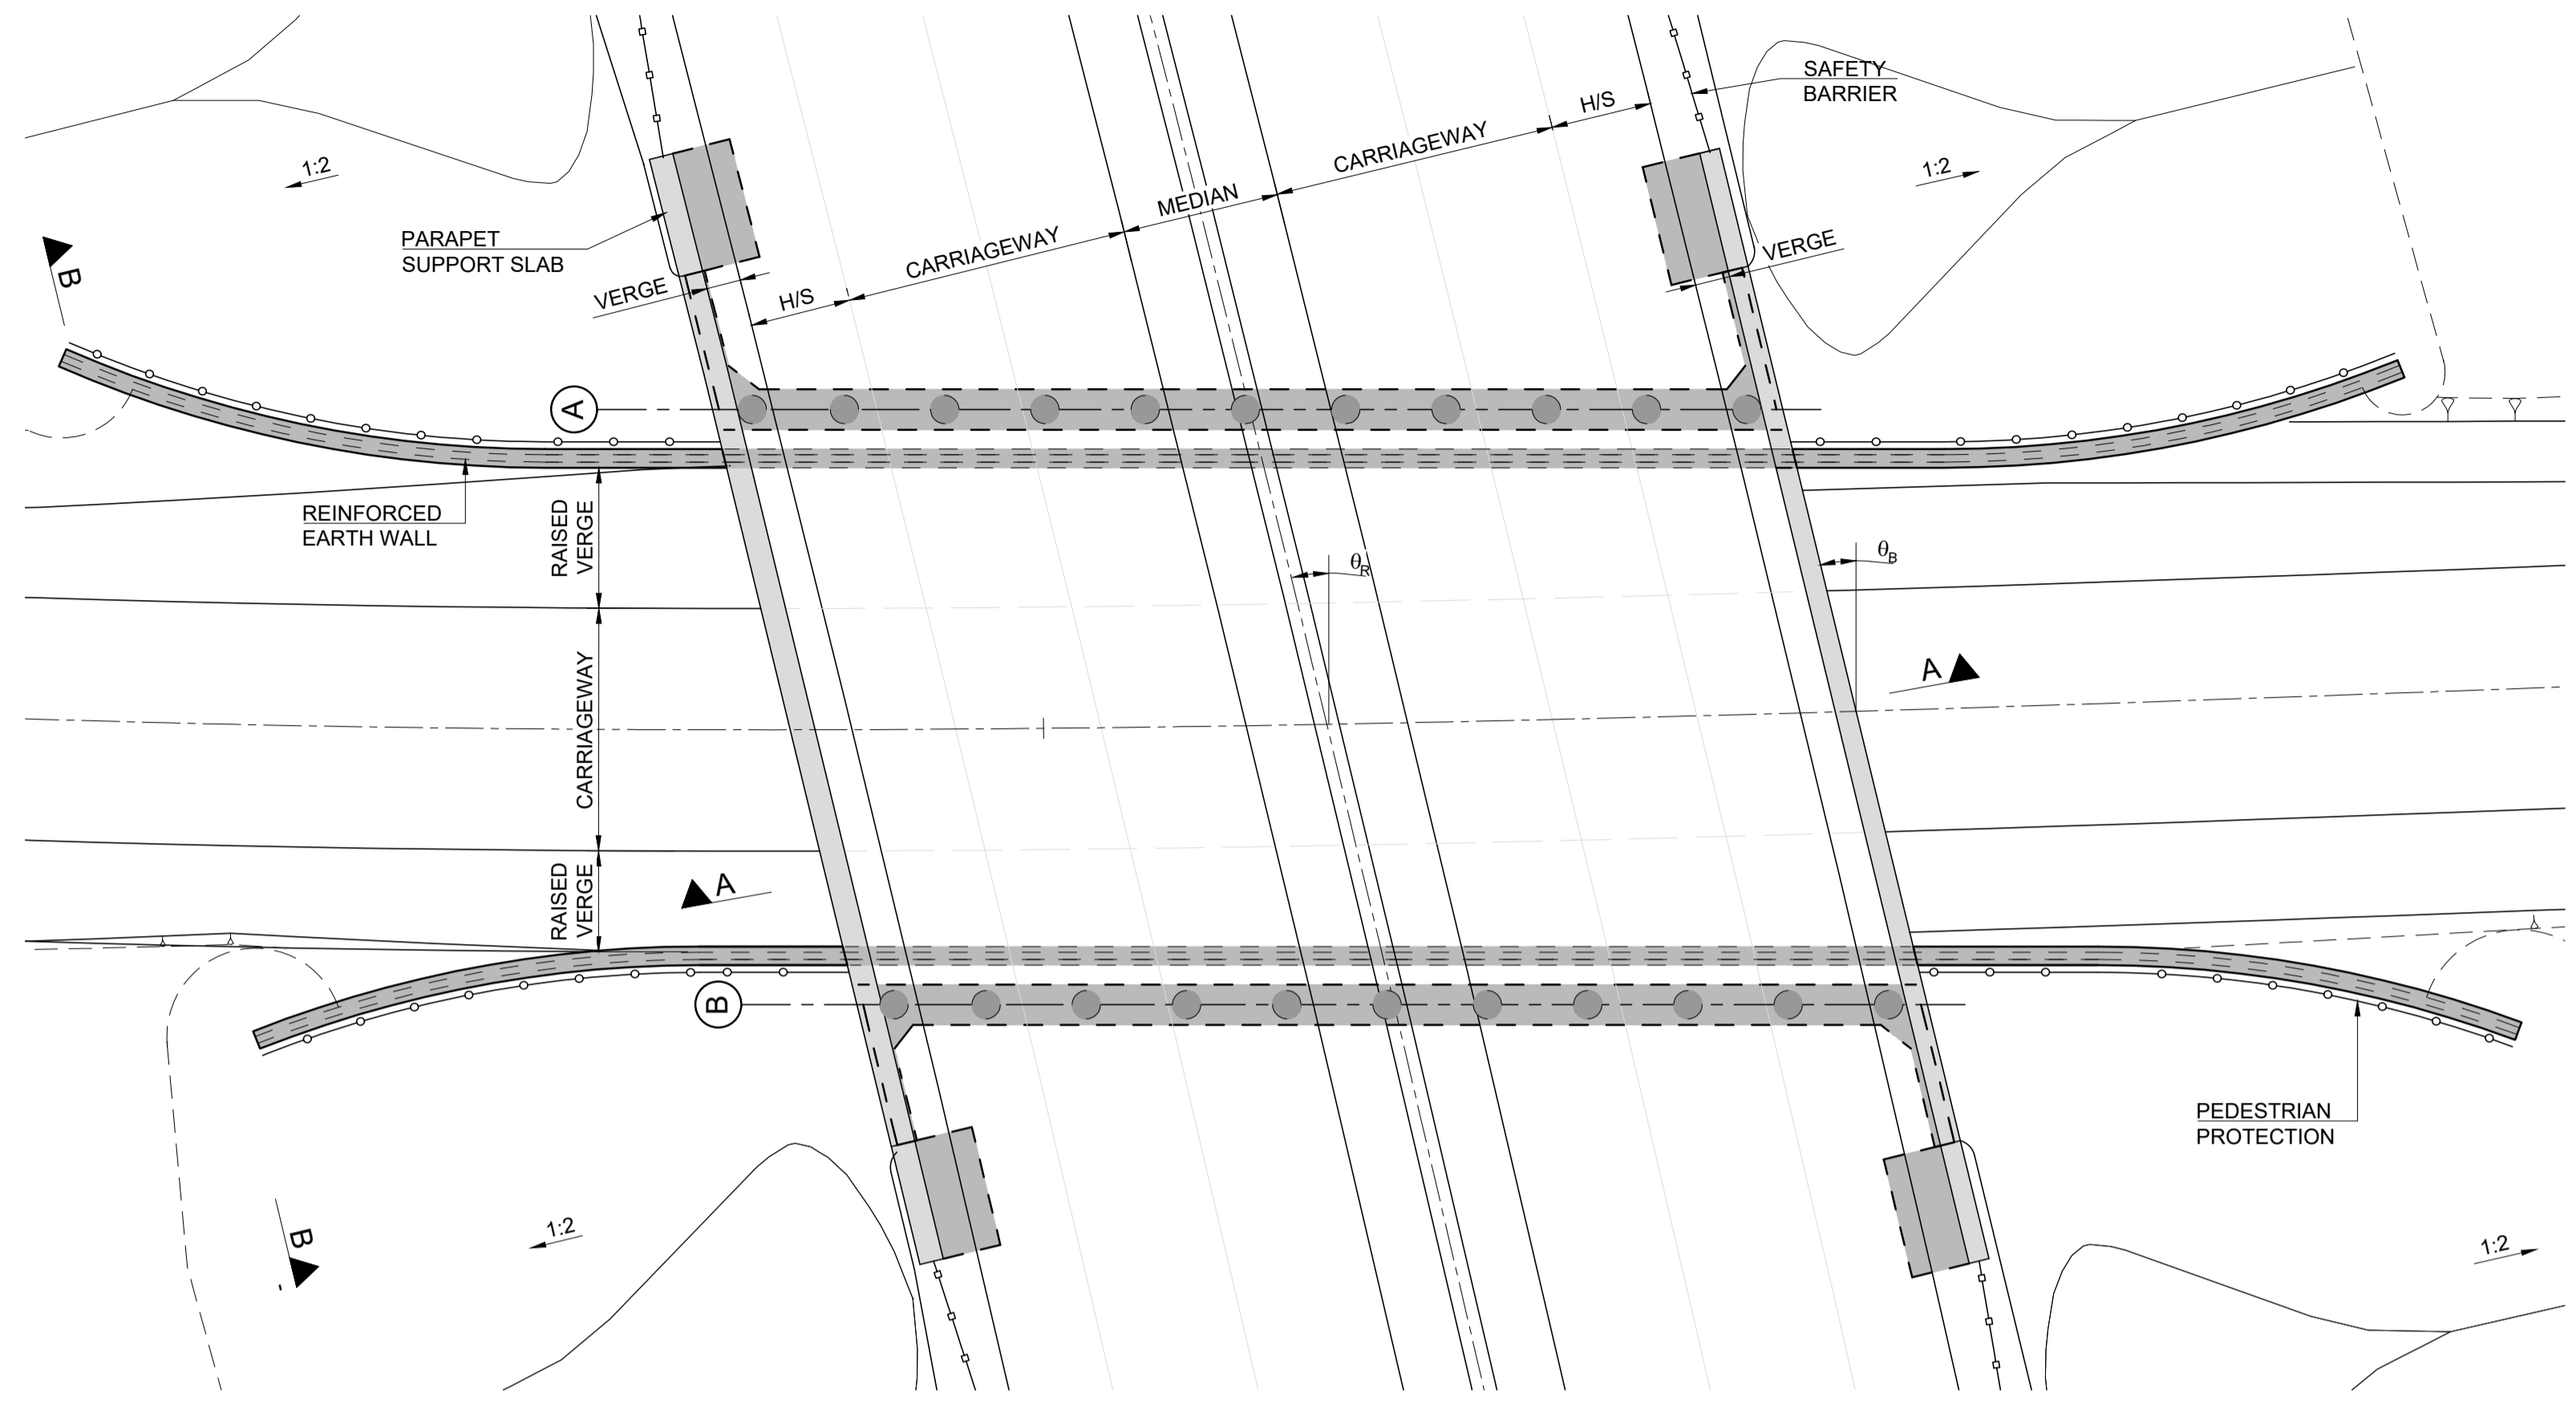 SAFETY
BARRIER
H/S
CARRIAGEWAY
1:2
1:2
MEDIAN
PARAPET
SUPPORT SLAB
CARRIAGEWAY
VERGE
B
VERGE
H/S
A
REINFORCED
EARTH WALL
RAISED
VERGE
θR
θB
CARRIAGEWAY
A
RAISED
VERGE
A
B
PEDESTRIAN
PROTECTION
B
1:2
1:2